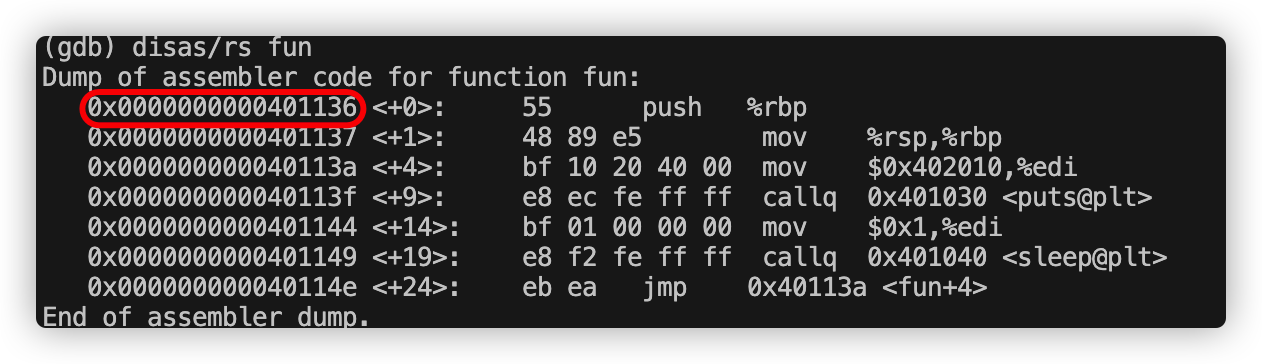 (gdb) disas/rs fun
Dump of assembler code for function fun:
0x0000000000401136 <+0>: 55 push %rbp
0x0000000000401137 <+1>: 48 89 e5 mov %rsp,%rbp
0x000000000040113a <+4>: bf 10 20 40 00 mov $0x402010,%edi
0x000000000040113f <+9>: e8 ec fe ff ff callq 0x401030 <puts@plt>
0x0000000000401144 <+14>: bf 01 00 00 00 mov $0x1,%edi
0x0000000000401149 <+19>: e8 f2 fe ff ff callq 0x401040 <sleep@plt>
0x000000000040114e <+24>: eb ea jmp 0x40113a <fun+4>
End of assembler dump.